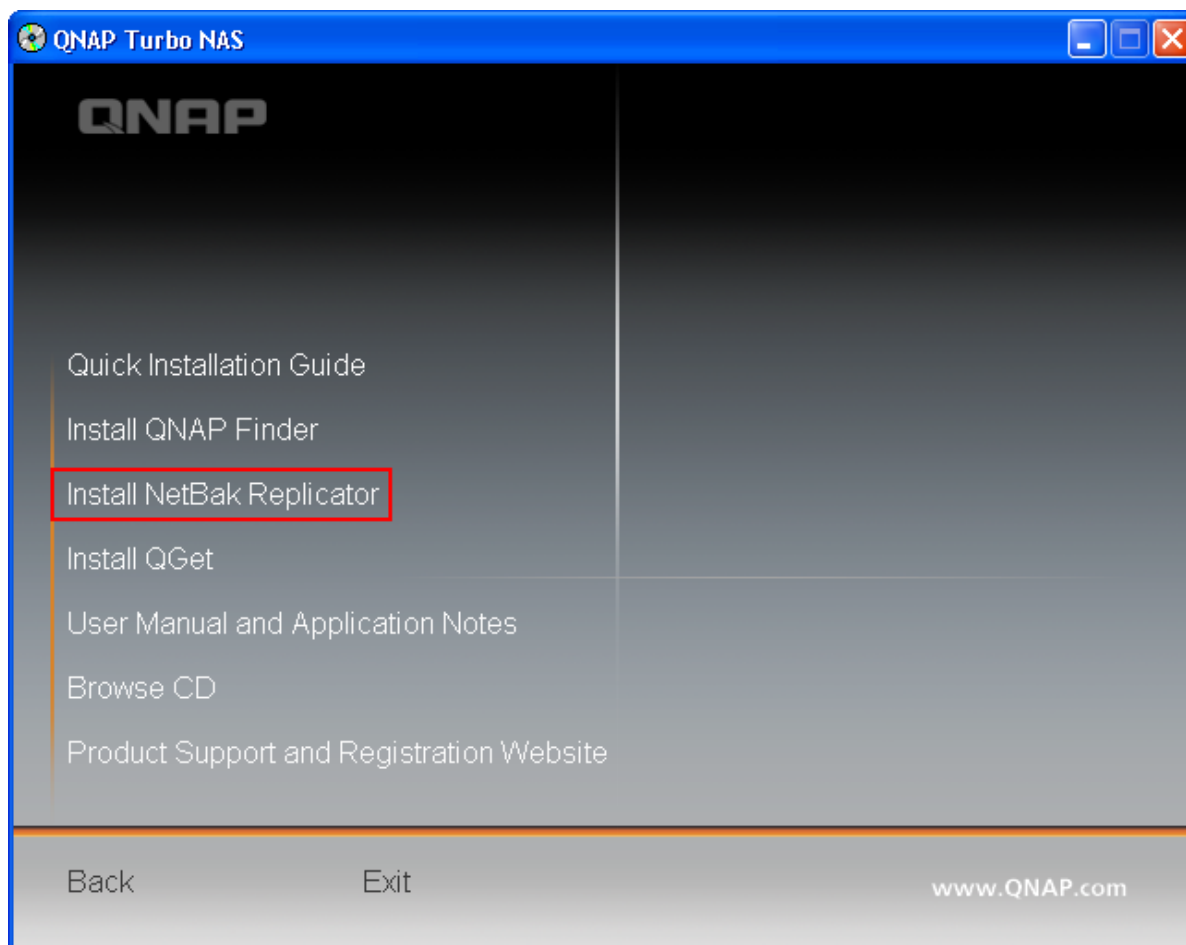 QNAP Turbo NAS
QNAP
Quick Installation Guide
Install QNAP Finder
Install NetBak Replicator
Install QGet
User Manual and Application Notes
Browse CD
Product Support and Registration Website
Back
Exit
www.QNAP.com